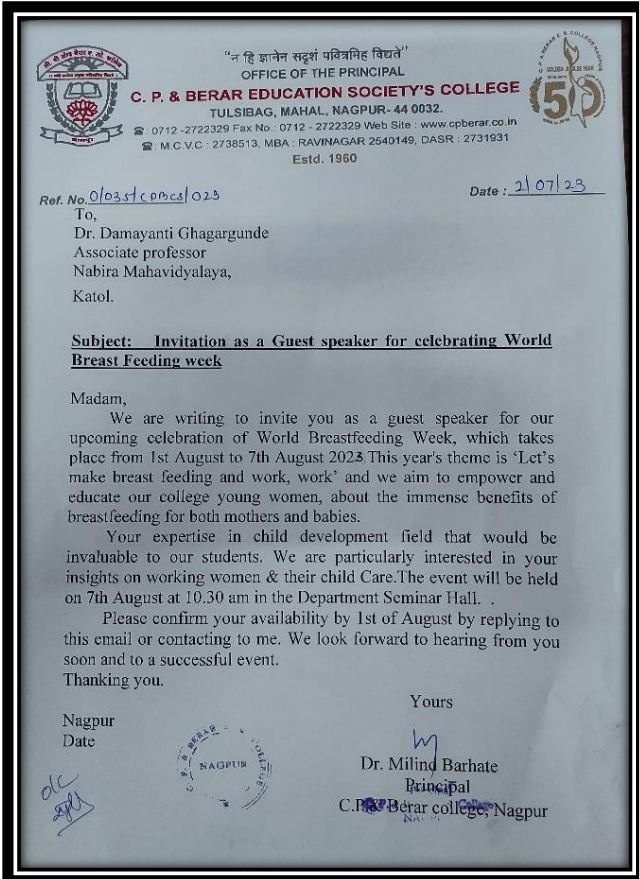 “न हि ज्ञानेन सदृशं पवित्रमिह विद्यते”
OFFICE OF THE PRINCIPAL
C. P. & BERAR EDUCATION SOCIETY'S COLLEGE
TULSIBAG, MAHAL, NAGPUR- 44 0032.
☎: 0712 -2722329 Fax No.: 0712 - 2722329 Web Site : www.cpberar.co.in
☎: M.C.V.C : 2738513, MBA : RAVINAGAR 2540149, DASR : 2731931
Estd. 1960
GOLDEN JUBILEE YEAR
50
नागपुर
Ref. No. 0/035/CPBCS/023
Date : 2/07/23
To,
Dr. Damayanti Ghagargunde
Associate professor
Nabira Mahavidyalaya,
Katol.
Subject: Invitation as a Guest speaker for celebrating World
Breast Feeding week
Madam,
We are writing to invite you as a guest speaker for our
upcoming celebration of World Breastfeeding Week, which takes
place from 1st August to 7th August 2023.This year's theme is ‘Let's
make breast feeding and work, work’ and we aim to empower and
educate our college young women, about the immense benefits of
breastfeeding for both mothers and babies.
Your expertise in child development field that would be
invaluable to our students. We are particularly interested in your
insights on working women & their child Care.The event will be held
on 7th August at 10.30 am in the Department Seminar Hall. .
Please confirm your availability by 1st of August by replying to
this email or contacting to me. We look forward to hearing from you
soon and to a successful event.
Thanking you.
Yours
Nagpur
Date
C. P. & BERAR COLLEGE
NAGPUR
Dr. Milind Barhate
Principal
C.P.& Berar college, Nagpur
o/c